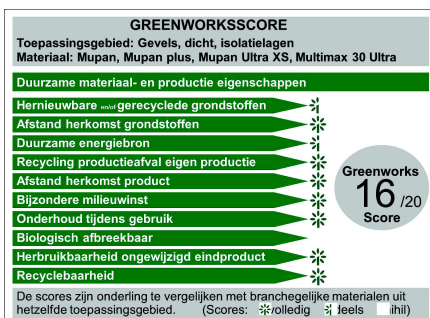 GREENWORKSSCORE
Toepassingsgebied: Gevels, dicht, isolatielagen
Materiaal: Mupan, Mupan plus, Mupan Ultra XS, Multimax 30 Ultra
Duurzame materiaal- en productie eigenschappen
Hernieuwbare en/of gerecyclede grondstoffen
Afstand herkomst grondstoffen
Duurzame energiebron
Recycling productieafval eigen productie
Afstand herkomst product
Bijzondere milieuwinst
Onderhoud tijdens gebruik
Biologisch afbreekbaar
Herbruikbaarheid ongewijzigd eindproduct
Recyclebaarheid
Greenworks
16 /20
Score
De scores zijn onderling te vergelijken met branchegelijke materialen uit
hetzelfde toepassingsgebied. (Scores: volledig deels ihil)